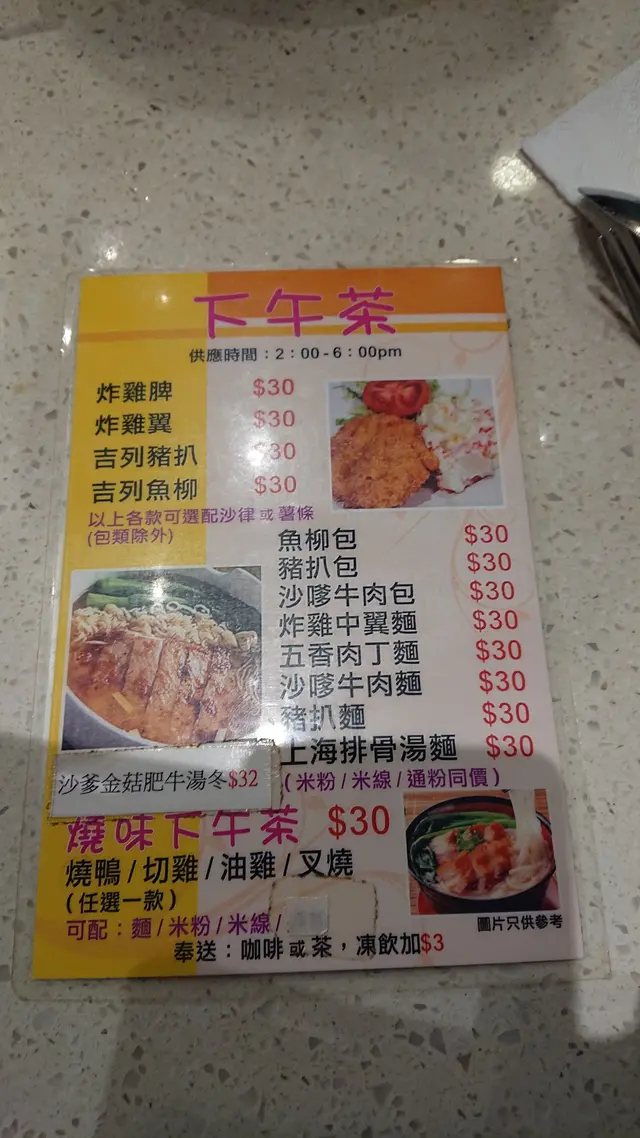 下午茶
供應時間：2：00-6：00pm
炸雞脾 $30
炸雞翼 $30
吉列豬扒 $30
吉列魚柳 $30
以上各款可選配沙律或薯條
(包類除外)
魚柳包 $30
豬扒包 $30
沙嗲牛肉包 $30
炸雞中翼麵 $30
五香肉丁麵 $30
沙嗲牛肉麵 $30
豬扒麵 $30
上海排骨湯麵 $30
(米粉/米線/通粉同價)
沙爹金菇肥牛湯冬$32
燒味下午茶 $30
燒鴨/切雞/油雞/叉燒
(任選一款)
可配：麵/米粉/米線/
圖片只供參考
奉送：咖啡或茶，凍飲加$3